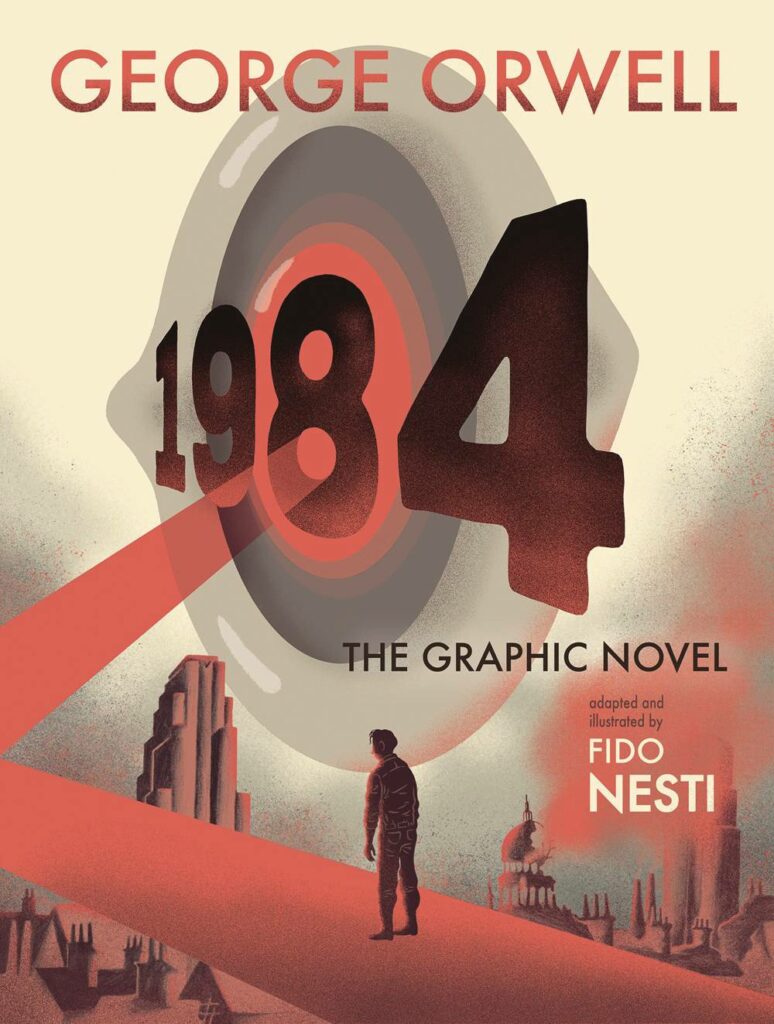 GEORGE ORWELL
1984
THE GRAPHIC NOVEL
adapted and
illustrated by
FIDO
NESTI